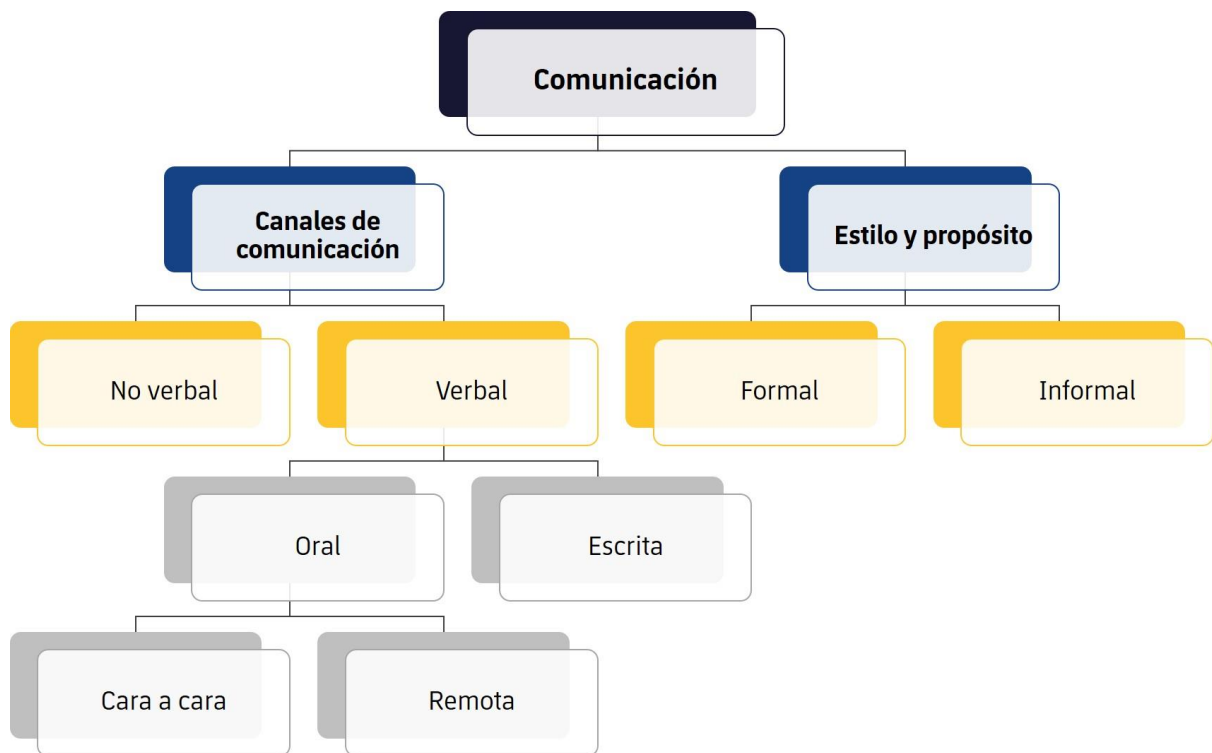 Comunicación
Canales de
comunicación
Estilo y propósito
No verbal
Verbal
Formal
Informal
Oral
Escrita
Cara a cara
Remota